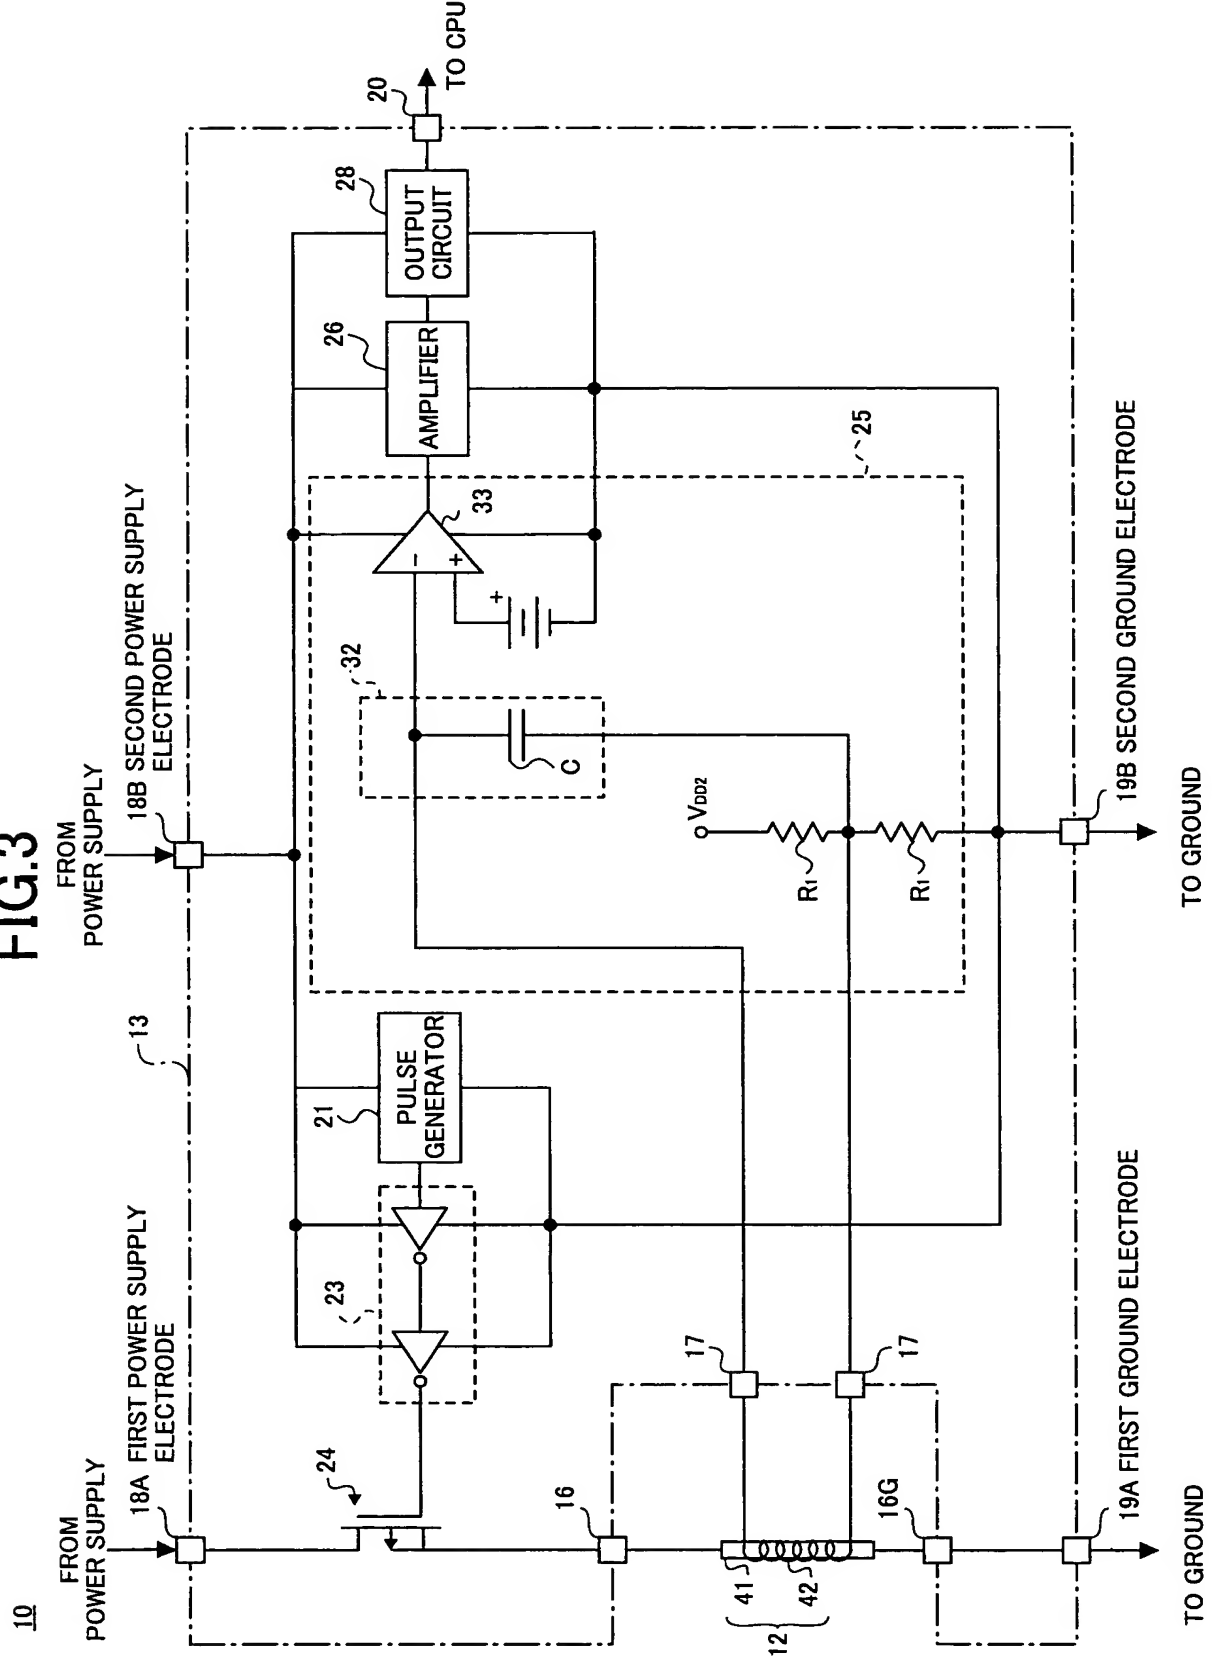 FIG.3
10
FROM
POWER SUPPLY
18A FIRST POWER SUPPLY
ELECTRODE
13
FROM
POWER SUPPLY
18B SECOND POWER SUPPLY
ELECTRODE
24
23
21
PULSE
GENERATOR
32
C
-
+
+
33
25
26
AMPLIFIER
28
OUTPUT
CIRCUIT
20
TO CPU
VDD2
R1
R1
16
41
42
12
17
17
16G
19A FIRST GROUND ELECTRODE
TO GROUND
19B SECOND GROUND ELECTRODE
TO GROUND